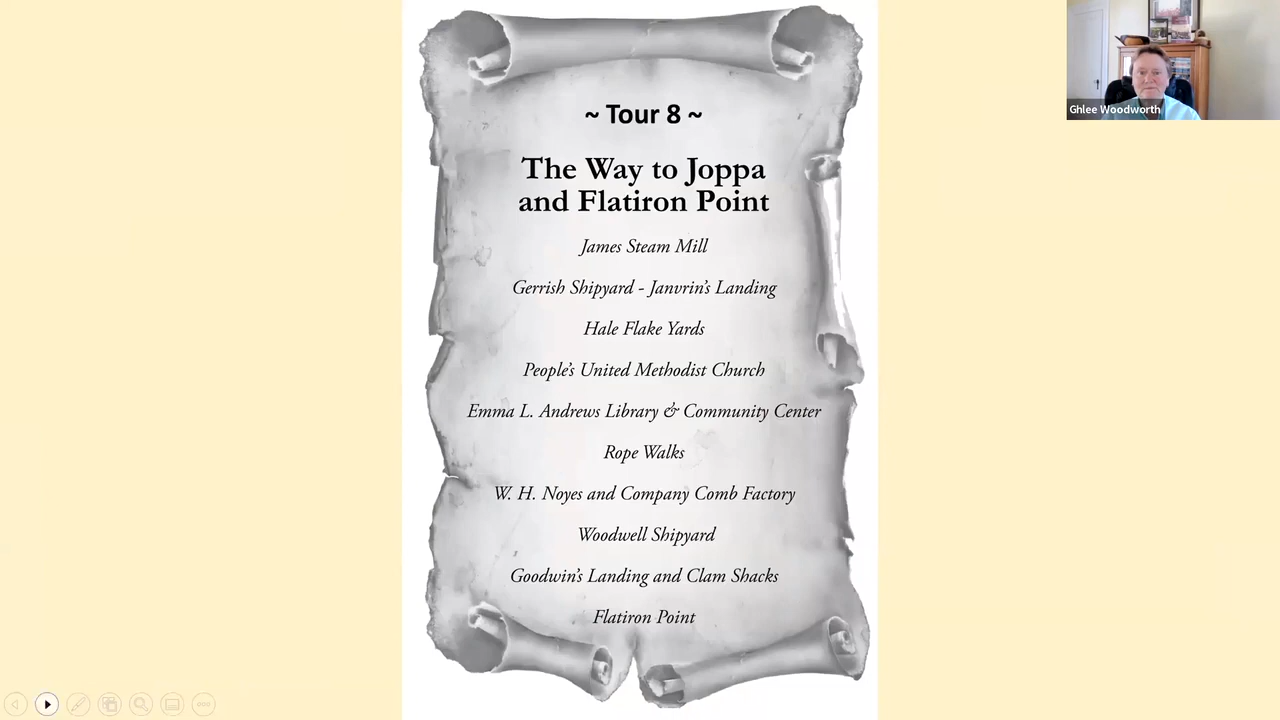 ~ Tour 8 ~
The Way to Joppa
and Flatiron Point
James Steam Mill
Gerrish Shipyard - Janvrin's Landing
Hale Flake Yards
People's United Methodist Church
Emma L. Andrews Library & Community Center
Rope Walks
W. H. Noyes and Company Comb Factory
Woodwell Shipyard
Goodwin's Landing and Clam Shacks
Flatiron Point
Ghlee Woodworth